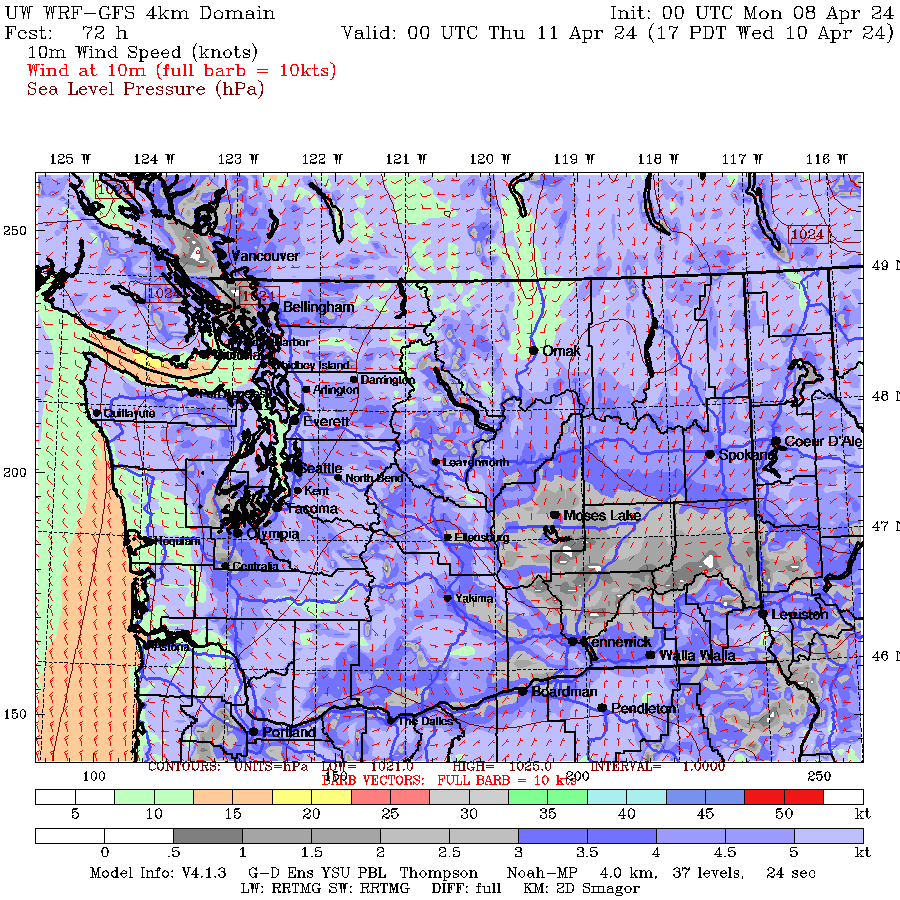 UW WRF-GFS 4km Domain Init: 00 UTC Mon 08 Apr 24
Fcst: 72 h Valid: 00 UTC Thu 11 Apr 24 (17 PDT Wed 10 Apr 24)
10m Wind Speed (knots)
Wind at 10m (full barb = 10kts)
Sea Level Pressure (hPa)
125 W 124 W 123 W 122 W 121 W 120 W 119 W 118 W 117 W 116 W
1024
250
1024
Vancouver
49 N
1024 1024
Bellingham
Omak
Whidbey Island
Darrington
Arlington
48 N
Quillayute
Everett
Coeur D'Alene
Spokane
Leavenworth
200
Seattle
North Bend
Kent
Tacoma
Moses Lake
47 N
Olympia
Hoquiam
Ellensburg
Centralia
Yakima
Lewiston
Kennewick
Astoria
Walla Walla
46 N
Boardman
Pendleton
150
The Dalles
Portland
CONTOURS: UNITS=hPa LOW= 1021.0 HIGH= 1025.0 INTERVAL= 1.0000
100 150 200 250
BARB VECTORS: FULL BARB = 10 kts
5 10 15 20 25 30 35 40 45 50 kt
0 .5 1 1.5 2 2.5 3 3.5 4 4.5 5 kt
Model Info: V4.1.3 G-D Ens YSU PBL Thompson Noah-MP 4.0 km, 37 levels, 24 sec
LW: RRTMG SW: RRTMG DIFF: full KM: 2D Smagor